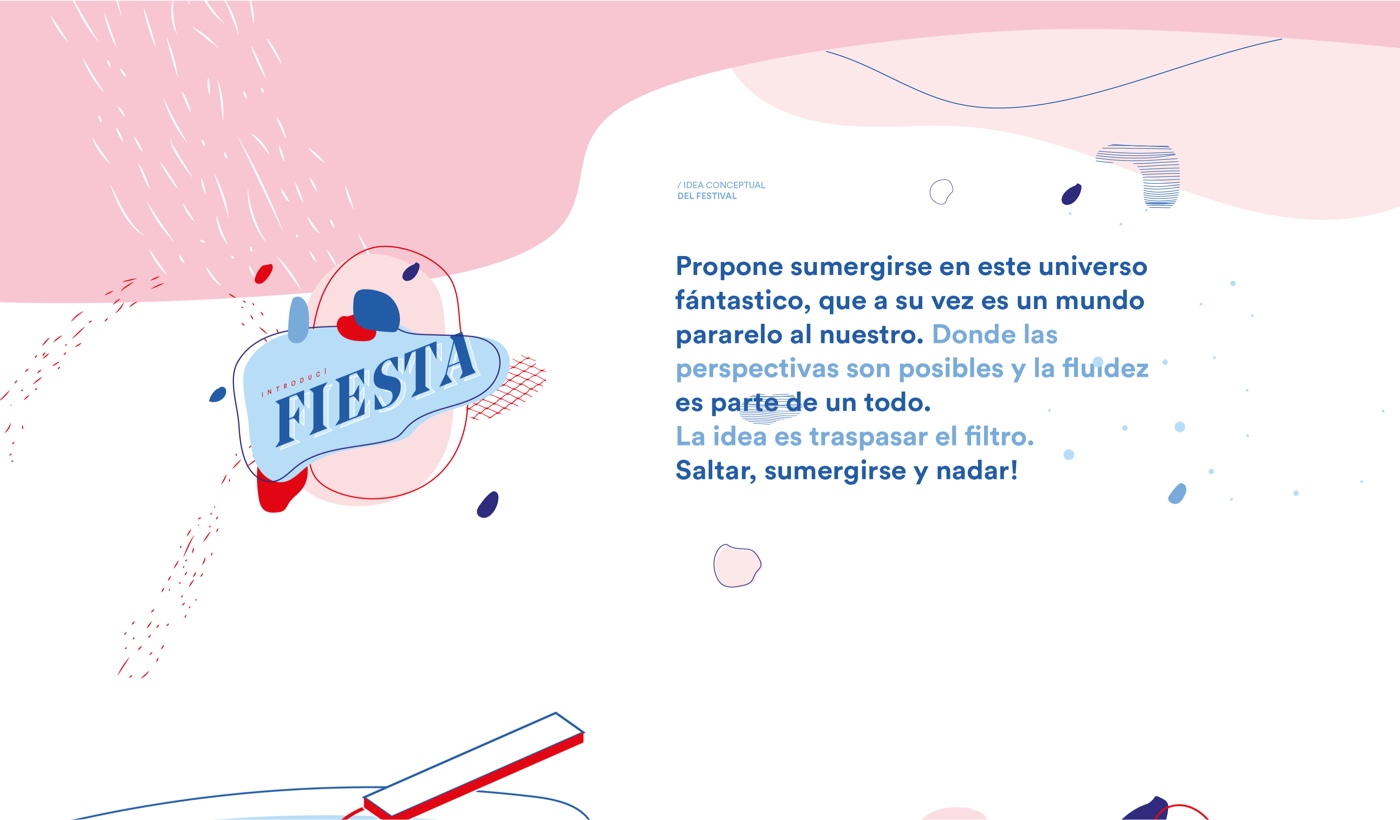 / IDEA CONCEPTUAL
DEL FESTIVAL
Propone sumergirse en este universo
fántastico, que a su vez es un mundo
pararelo al nuestro. Donde las
perspectivas son posibles y la fluidez
es parte de un todo.
La idea es traspasar el filtro.
Saltar, sumergirse y nadar!
INTRODUCÍ
FIESTA